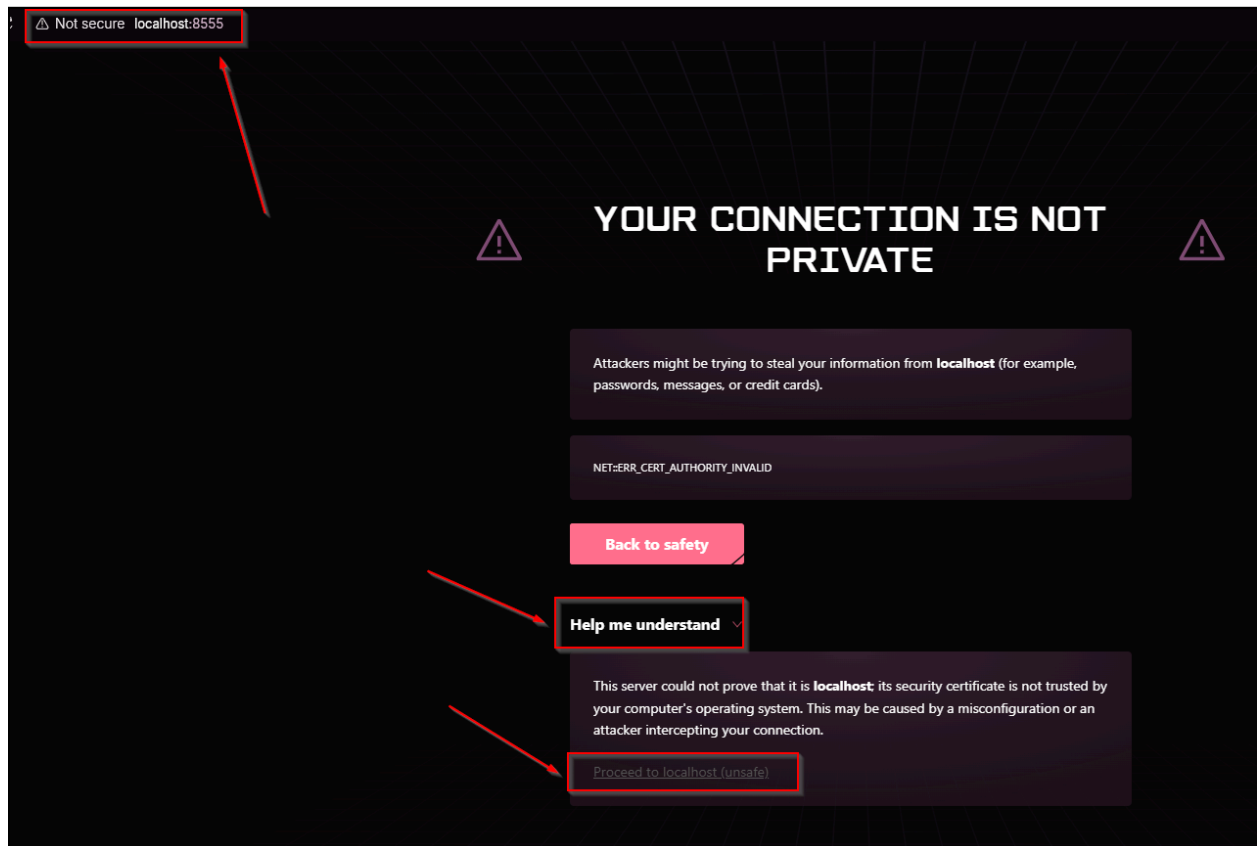 Not secure localhost:8555
YOUR CONNECTION IS NOT
PRIVATE
Attackers might be trying to steal your information from localhost (for example,
passwords, messages, or credit cards).
NET::ERR_CERT_AUTHORITY_INVALID
Back to safety
Help me understand
This server could not prove that it is localhost; its security certificate is not trusted by
your computer's operating system. This may be caused by a misconfiguration or an
attacker intercepting your connection.
Proceed to localhost (unsafe)